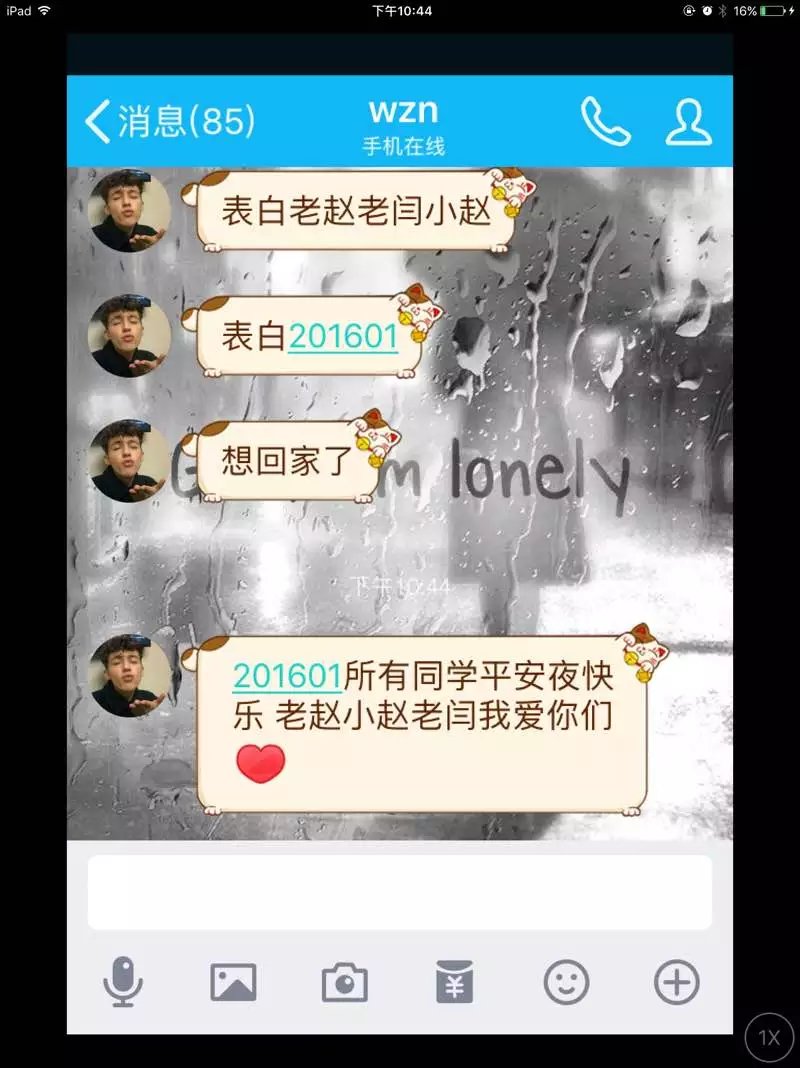 iPad
下午10:44
16%
消息(85)
wzn
手机在线
表白老赵老闫小赵
表白201601
想回家了
m lonely
下午10:44
201601所有同学平安夜快
乐 老赵小赵老闫我爱你们
1X